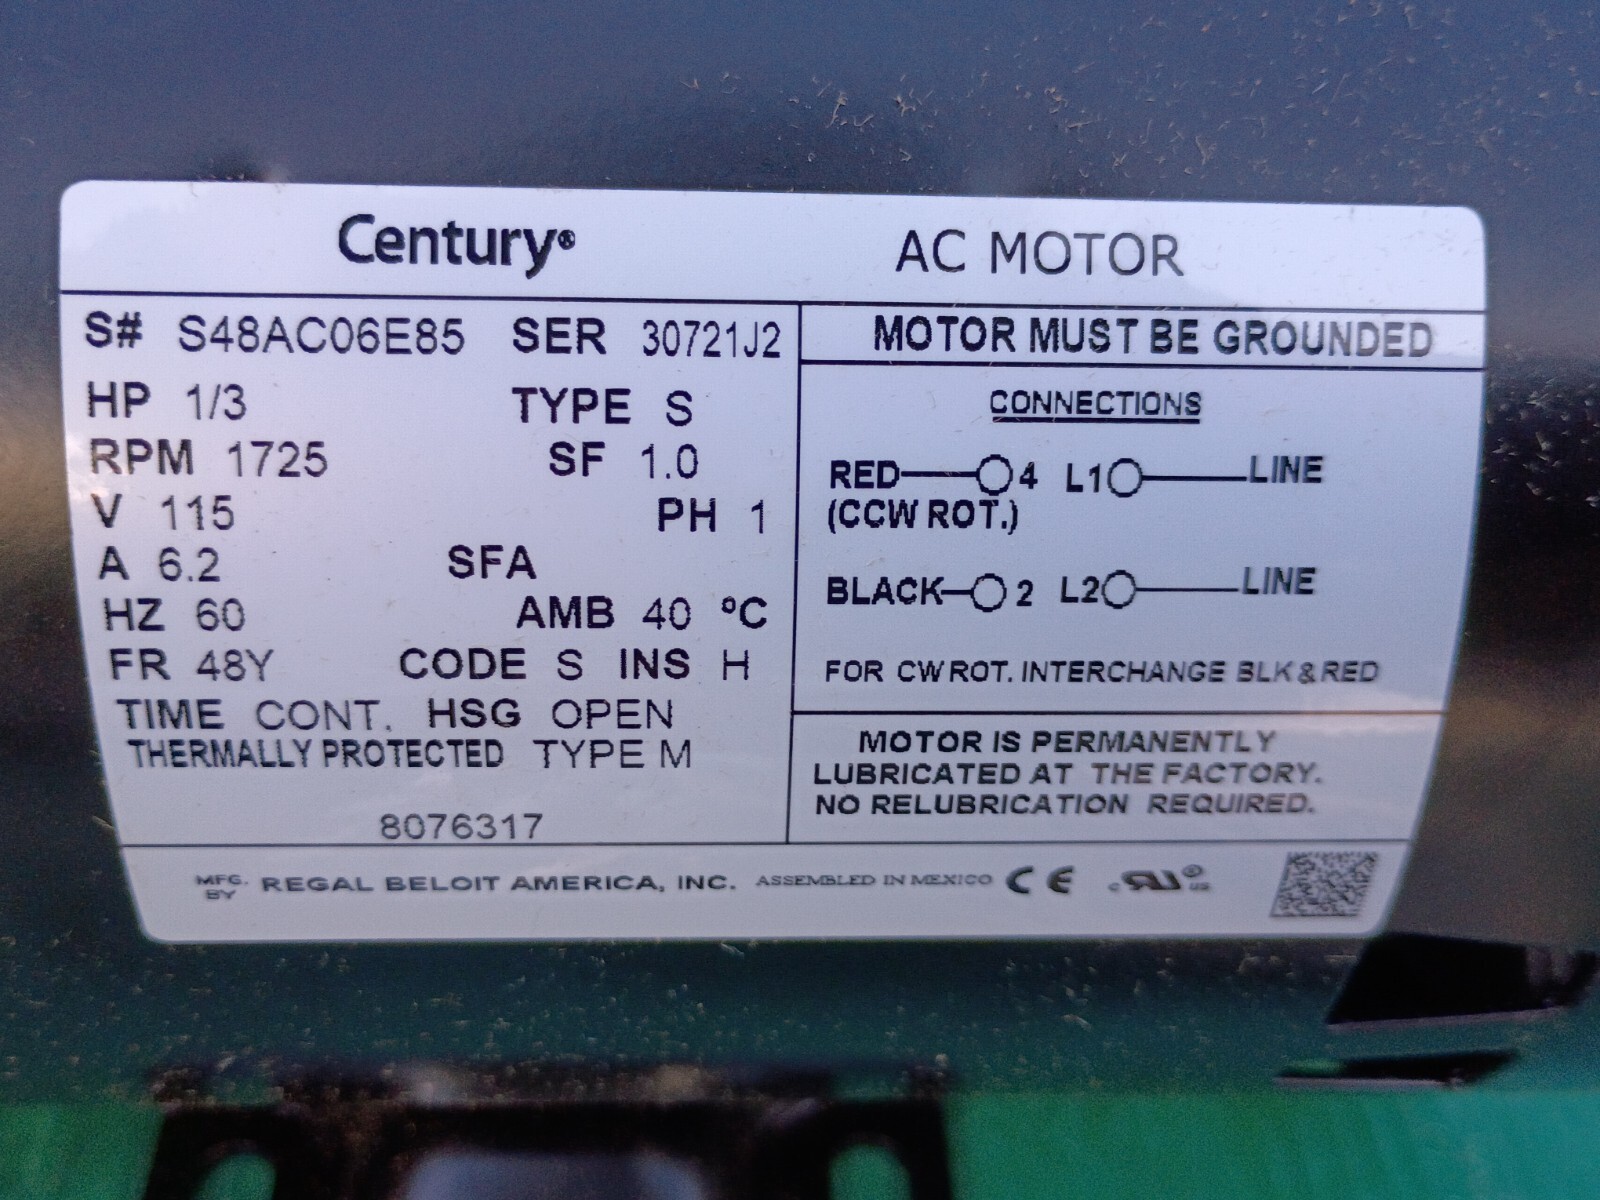 Century® AC MOTOR
S# S48AC06E85 SER 30721J2
HP 1/3 TYPE S
RPM 1725 SF 1.0
V 115 PH 1
A 6.2 SFA
HZ 60 AMB 40 °C
FR 48Y CODE S INS H
TIME CONT. HSG OPEN
THERMALLY PROTECTED TYPE M
8076317
MOTOR MUST BE GROUNDED
CONNECTIONS
RED 4 L1 LINE
(CCW ROT.)
BLACK 2 L2 LINE
FOR CW ROT. INTERCHANGE BLK & RED
MOTOR IS PERMANENTLY
LUBRICATED AT THE FACTORY.
NO RELUBRICATION REQUIRED.
MFG. BY REGAL BELOIT AMERICA, INC. ASSEMBLED IN MEXICO CE c RU® US